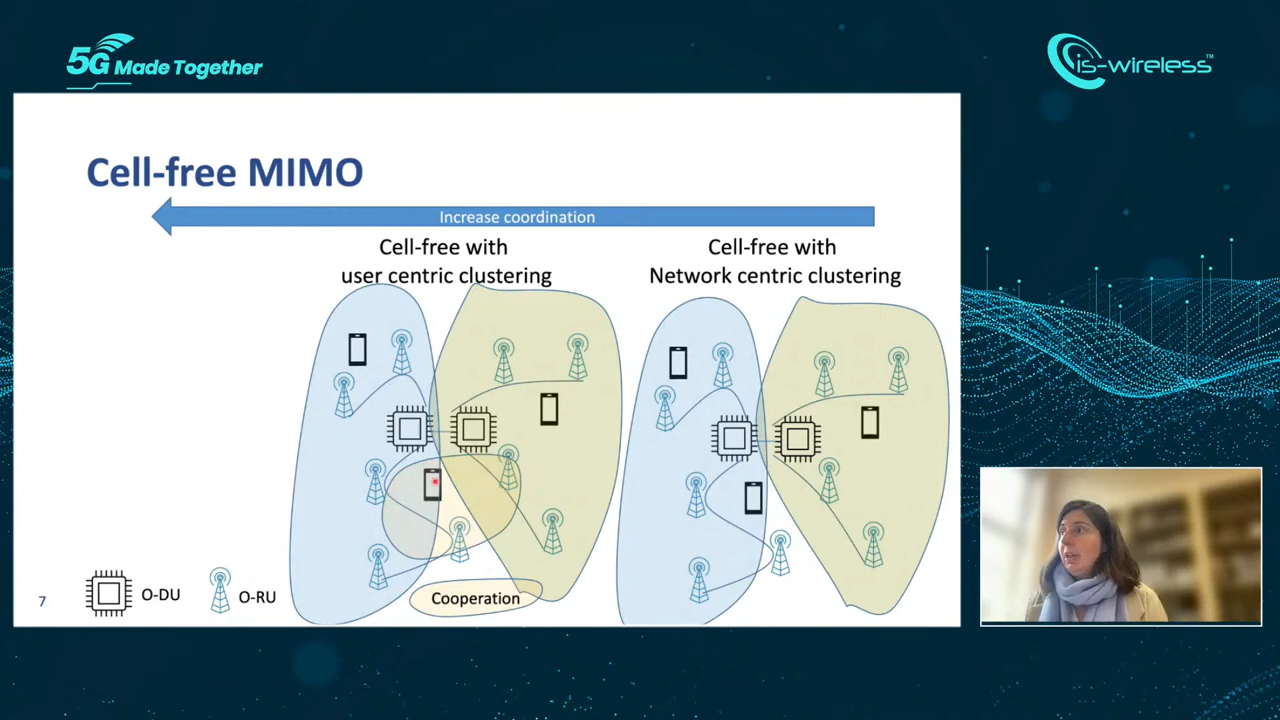 5G Made Together
is-wireless™
Cell-free MIMO
Increase coordination
Cell-free with
user centric clustering
Cell-free with
Network centric clustering
Cooperation
O-DU
O-RU
7